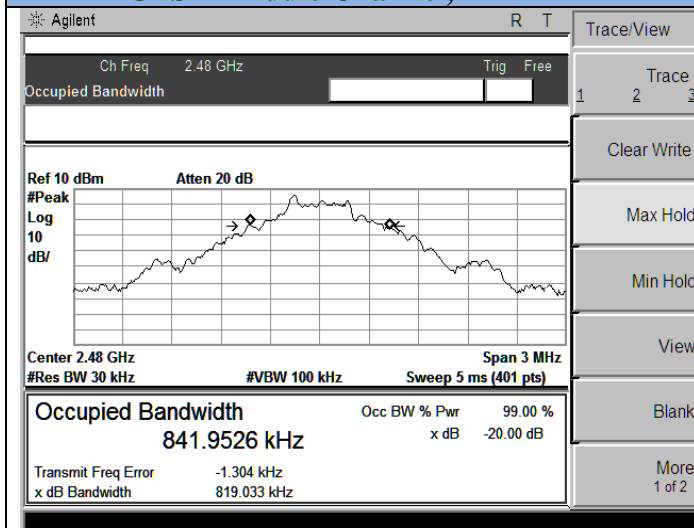 Agilent R T
Trace/View
Ch Freq 2.48 GHz Trig Free
Occupied Bandwidth
Trace
1 2 3
Clear Write
Ref 10 dBm Atten 20 dB
#Peak
Log
10
dB/
Max Hold
Min Hold
View
Center 2.48 GHz Span 3 MHz
#Res BW 30 kHz #VBW 100 kHz Sweep 5 ms (401 pts)
Occupied Bandwidth
841.9526 kHz
Occ BW % Pwr 99.00 %
x dB -20.00 dB
Blank
Transmit Freq Error -1.304 kHz
x dB Bandwidth 819.033 kHz
More
1 of 2